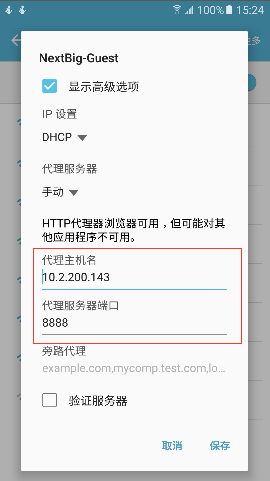 100% 15:24
多
NextBig-Guest
显示高级选项
IP 设置
DHCP
代理服务器
手动
HTTP代理器浏览器可用，但可能对其
他应用程序不可用。
代理主机名
10.2.200.143
代理服务器端口
8888
旁路代理
example.com,mycomp.test.com,lo...
验证服务器
取消 保存